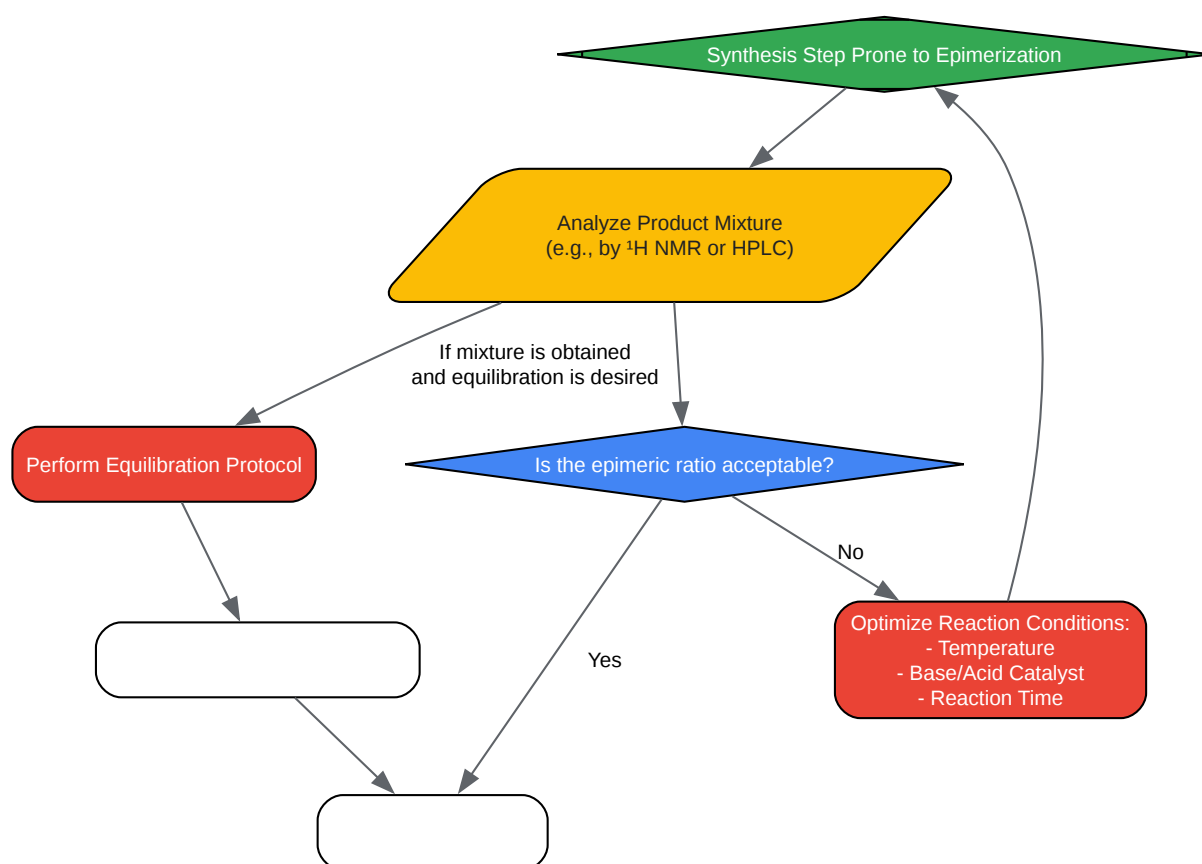 Synthesis Step Prone to Epimerization
Analyze Product Mixture
(e.g., by ¹H NMR or HPLC)
If mixture is obtained
and equilibration is desired
Perform Equilibration Protocol
Is the epimeric ratio acceptable?
No
Optimize Reaction Conditions:
- Temperature
- Base/Acid Catalyst
- Reaction Time
Yes